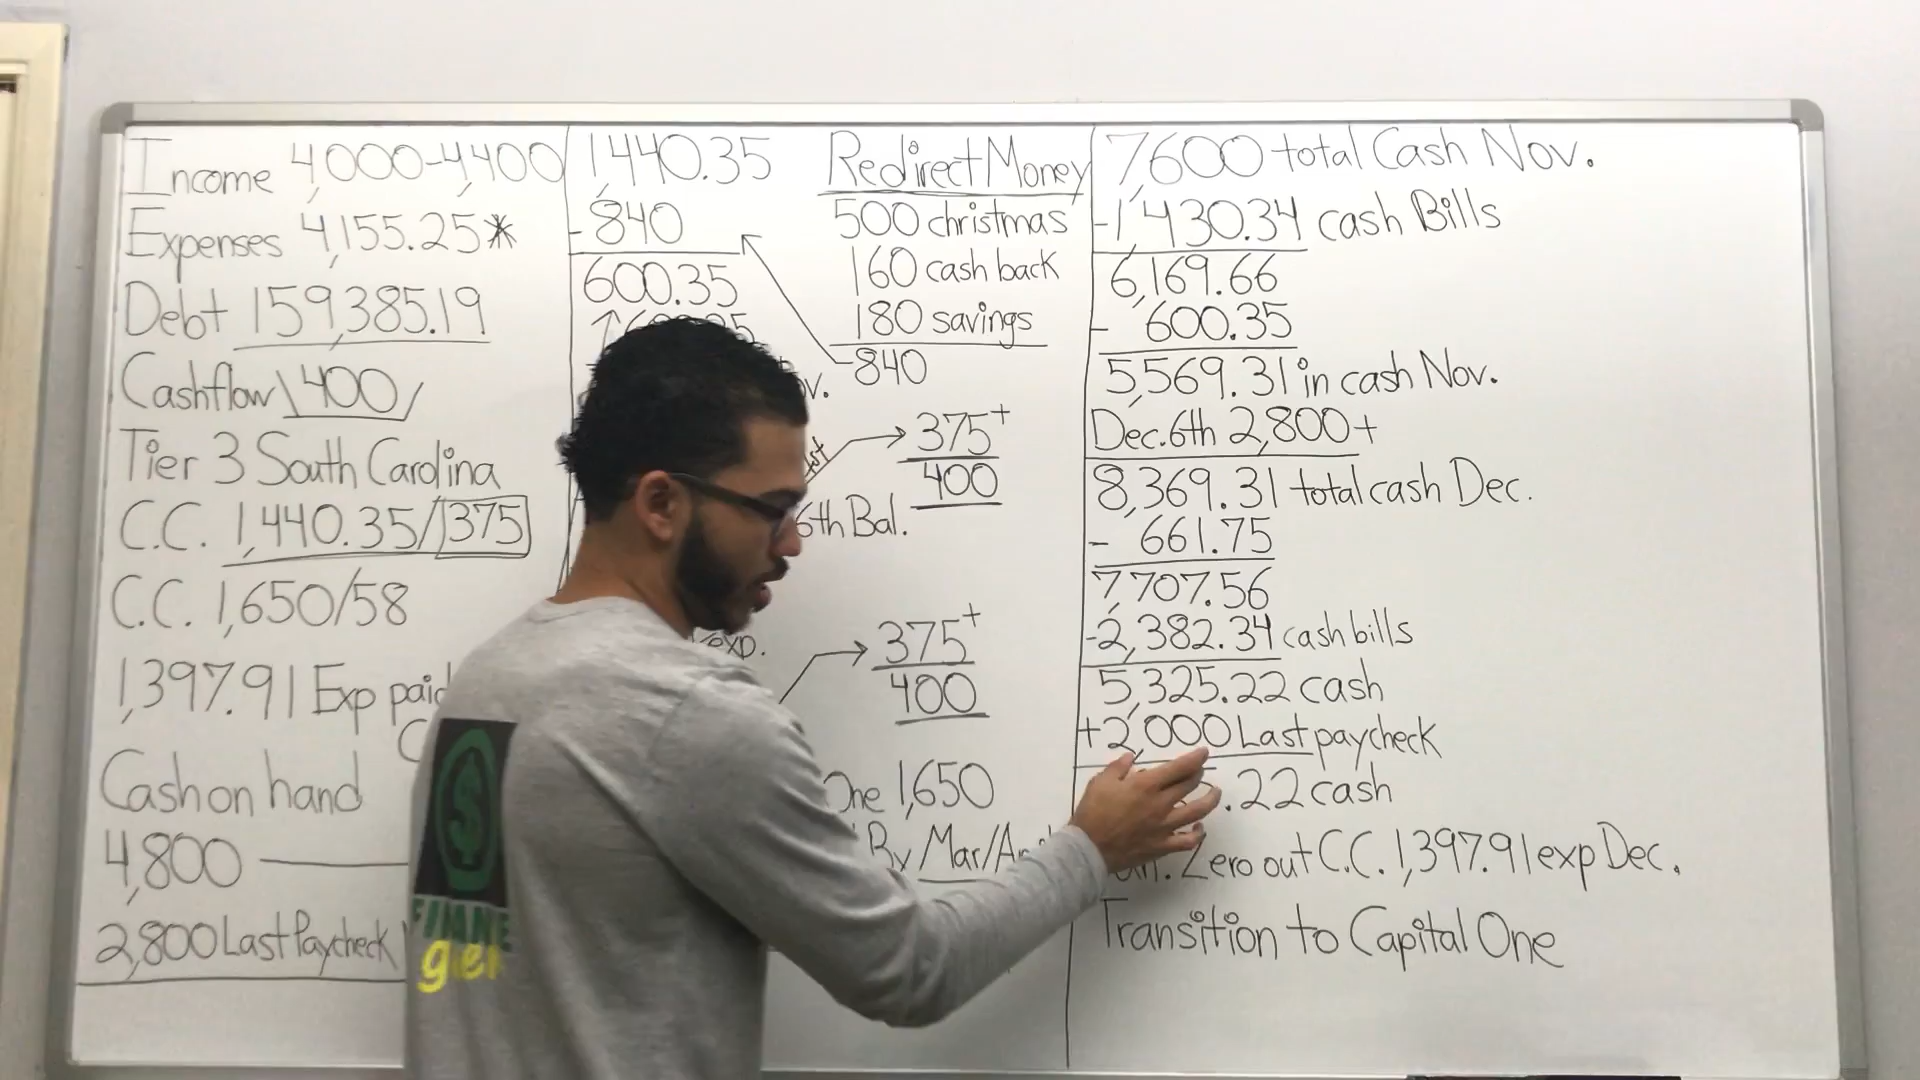 Income 4,000-4,400
Expenses 4,155.25*
Debt 159,385.19
Cashflow \400/
Tier 3 South Carolina
C.C. 1,440.35/375
C.C. 1,650/58
1,397.91 Exp paid
Cash on hand
4,800
2,800 Last Paycheck
1,440.35
-840
600.35
6th Bal.
exp.
One 1,650
By Mar/
Redirect Money
500 christmas
160 cash back
180 savings
-840
375+
400
375+
400
7600 total Cash Nov.
-1,430.34 cash Bills
6,169.66
- 600.35
5,569.31 in cash Nov.
Dec. 6th 2,800+
8,369.31 total cash Dec.
- 661.75
7,707.56
-2,382.34 cash bills
5,325.22 cash
+2,000 Last paycheck
.22 cash
Zero out C.C. 1,397.91 exp Dec.
Transition to Capital One